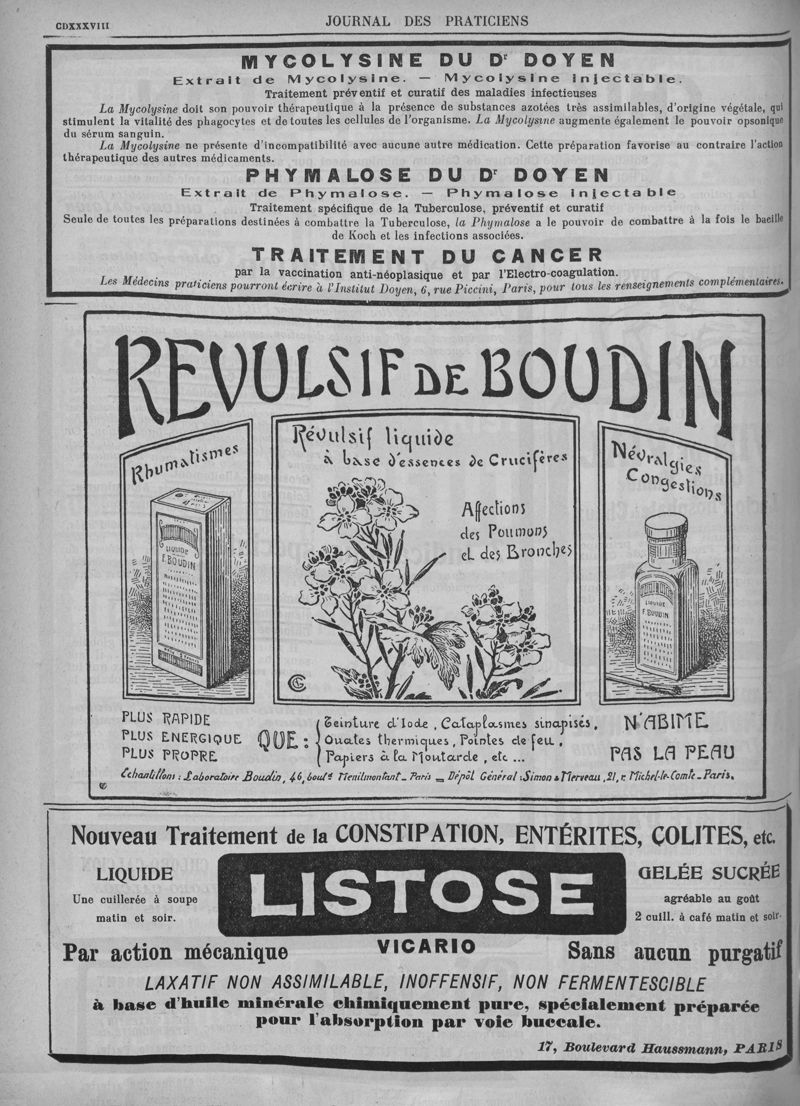 CDXXXVIII
JOURNAL DES PRATICIENS
MYCOLYSINE DU Dr DOYEN
Extrait de Mycolysine. — Mycolysine injectable.
Traitement préventif et curatif des maladies infectieuses
La Mycolysine doit son pouvoir thérapeutique à la présence de substances azotées très assimilables, d'origine végétale, qui
stimulent la vitalité des phagocytes et de toutes les cellules de l'organisme. La Mycolysine augmente également le pouvoir opsonique
du sérum sanguin.
La Mycolysine ne présente d'incompatibilité avec aucune autre médication. Cette préparation favorise au contraire l'action
thérapeutique des autres médicaments.
PHYMALOSE DU Dr DOYEN
Extrait de Phymalose. — Phymalose injectable
Traitement spécifique de la Tuberculose, préventif et curatif
Seule de toutes les préparations destinées à combattre la Tuberculose, la Phymalose a le pouvoir de combattre à la fois le bacille
de Koch et les infections associées.
TRAITEMENT DU CANCER
par la vaccination anti-néoplasique et par l'Electro-coagulation.
Les Médecins praticiens pourront écrire à l'Institut Doyen, 6, rue Piccini, Paris, pour tous les renseignements complémentaires.
REVULSIF DE BOUDIN
Rhumatismes
Révulsif liquide
à base d'essences de Crucifères
Affections
des Poumons
et des Bronches
Névralgies
Congestions
LIQUIDE
F. BOUDIN
LIQUIDE
F. BOUDIN
PLUS RAPIDE
PLUS ENERGIQUE
PLUS PROPRE
QUE :
Teinture d'Iode, Cataplasmes sinapisés,
Ouates thermiques, Pointes de feu,
Papiers à la Moutarde, etc...
N'ABIME
PAS LA PEAU
Echantillons : Laboratoire Boudin, 46, boult Menilmontant - Paris — Dépôt Général : Simon & Merveau, 21, r. Michel-le-Comte - Paris.
Nouveau Traitement de la CONSTIPATION, ENTÉRITES, COLITES, etc.
LIQUIDE
Une cuillerée à soupe
matin et soir.
LISTOSE
GELÉE SUCRÉE
agréable au goût
2 cuill. à café matin et soir.
Par action mécanique
VICARIO
Sans aucun purgatif
LAXATIF NON ASSIMILABLE, INOFFENSIF, NON FERMENTESCIBLE
à base d'huile minérale chimiquement pure, spécialement préparée
pour l'absorption par voie buccale.
17, Boulevard Haussmann, PARIS